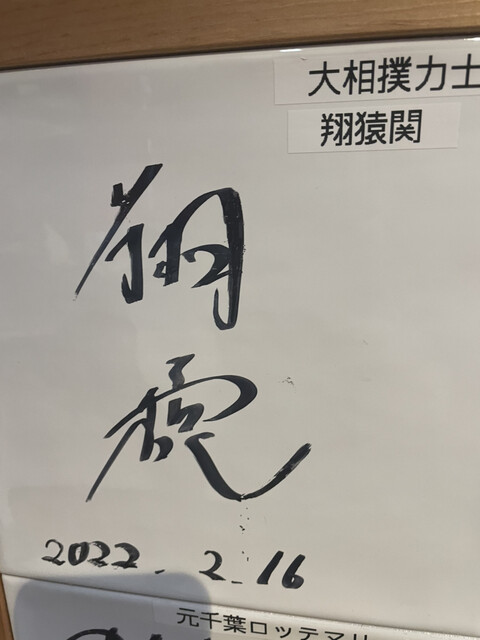 大相撲力士
翔猿関
翔
猿
2022. 2. 16
元千葉ロッテマリ